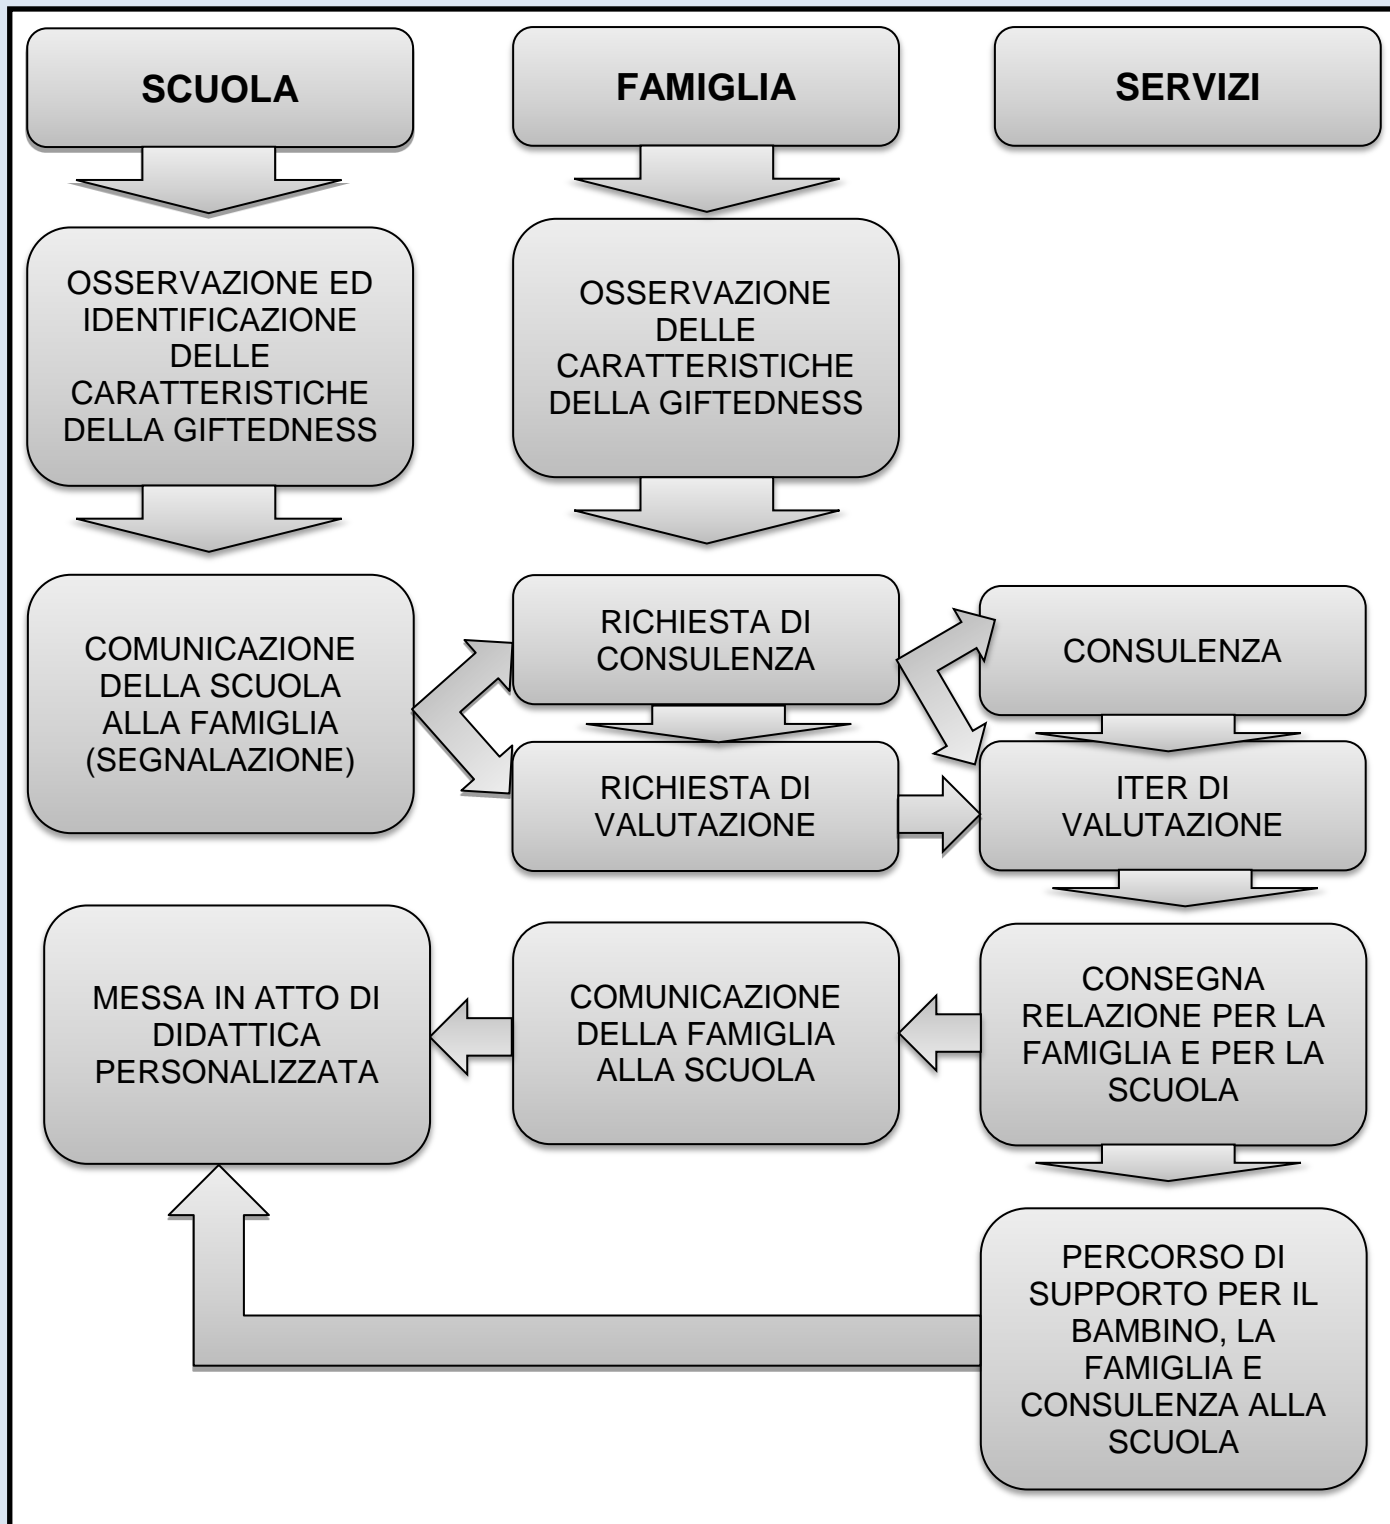 SCUOLA
FAMIGLIA
SERVIZI
OSSERVAZIONE ED
IDENTIFICAZIONE
DELLE
CARATTERISTICHE
DELLA GIFTEDNESS
OSSERVAZIONE
DELLE
CARATTERISTICHE
DELLA GIFTEDNESS
COMUNICAZIONE
DELLA SCUOLA
ALLA FAMIGLIA
(SEGNALAZIONE)
RICHIESTA DI
CONSULENZA
CONSULENZA
RICHIESTA DI
VALUTAZIONE
ITER DI
VALUTAZIONE
MESSA IN ATTO DI
DIDATTICA
PERSONALIZZATA
COMUNICAZIONE
DELLA FAMIGLIA
ALLA SCUOLA
CONSEGNA
RELAZIONE PER LA
FAMIGLIA E PER LA
SCUOLA
PERCORSO DI
SUPPORTO PER IL
BAMBINO, LA
FAMIGLIA E
CONSULENZA ALLA
SCUOLA